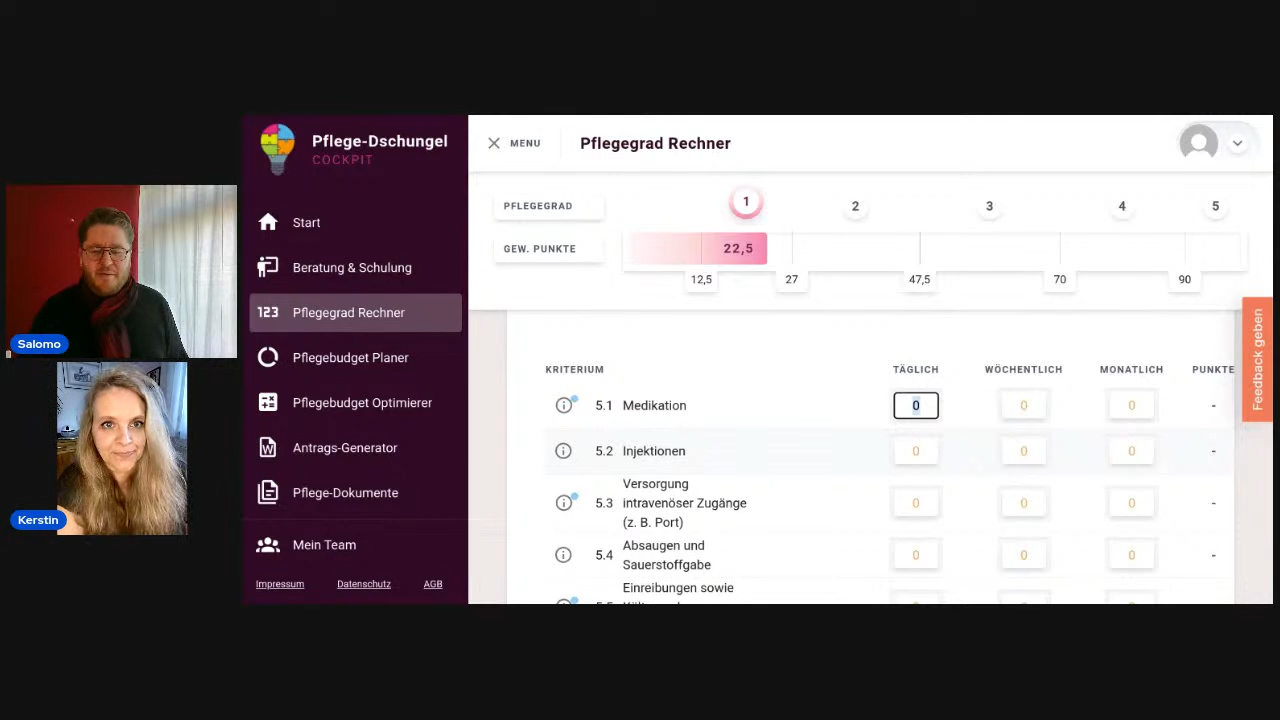 Salomo
Kerstin
Pflege-Dschungel
COCKPIT
Start
Beratung & Schulung
123 Pflegegrad Rechner
Pflegebudget Planer
Pflegebudget Optimierer
Antrags-Generator
Pflege-Dokumente
Mein Team
Impressum Datenschutz AGB
MENU Pflegegrad Rechner
PFLEGEGRAD 1 2 3 4 5
GEW. PUNKTE 22,5
12,5 27 47,5 70 90
Feedback geben
KRITERIUM TÄGLICH WÖCHENTLICH MONATLICH PUNKTE
5.1 Medikation 0 0 0 -
5.2 Injektionen 0 0 0 -
5.3 Versorgung
intravenöser Zugänge
(z. B. Port) 0 0 0 -
5.4 Absaugen und
Sauerstoffgabe 0 0 0 -
Einreibungen sowie